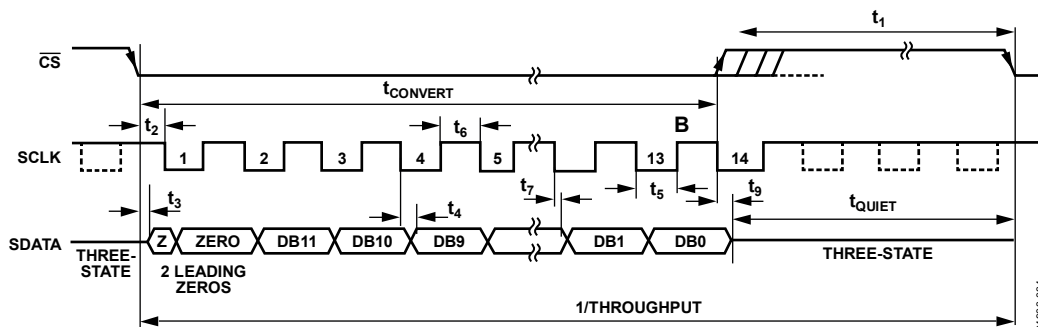 t1
CS
tCONVERT
t2
t6
B
SCLK
1
2
3
4
5
13
14
t3
t4
t7
t5
t9
tQUIET
SDATA
Z
ZERO
DB11
DB10
DB9
DB1
DB0
THREE-
STATE
2 LEADING
ZEROS
THREE-STATE
1/THROUGHPUT